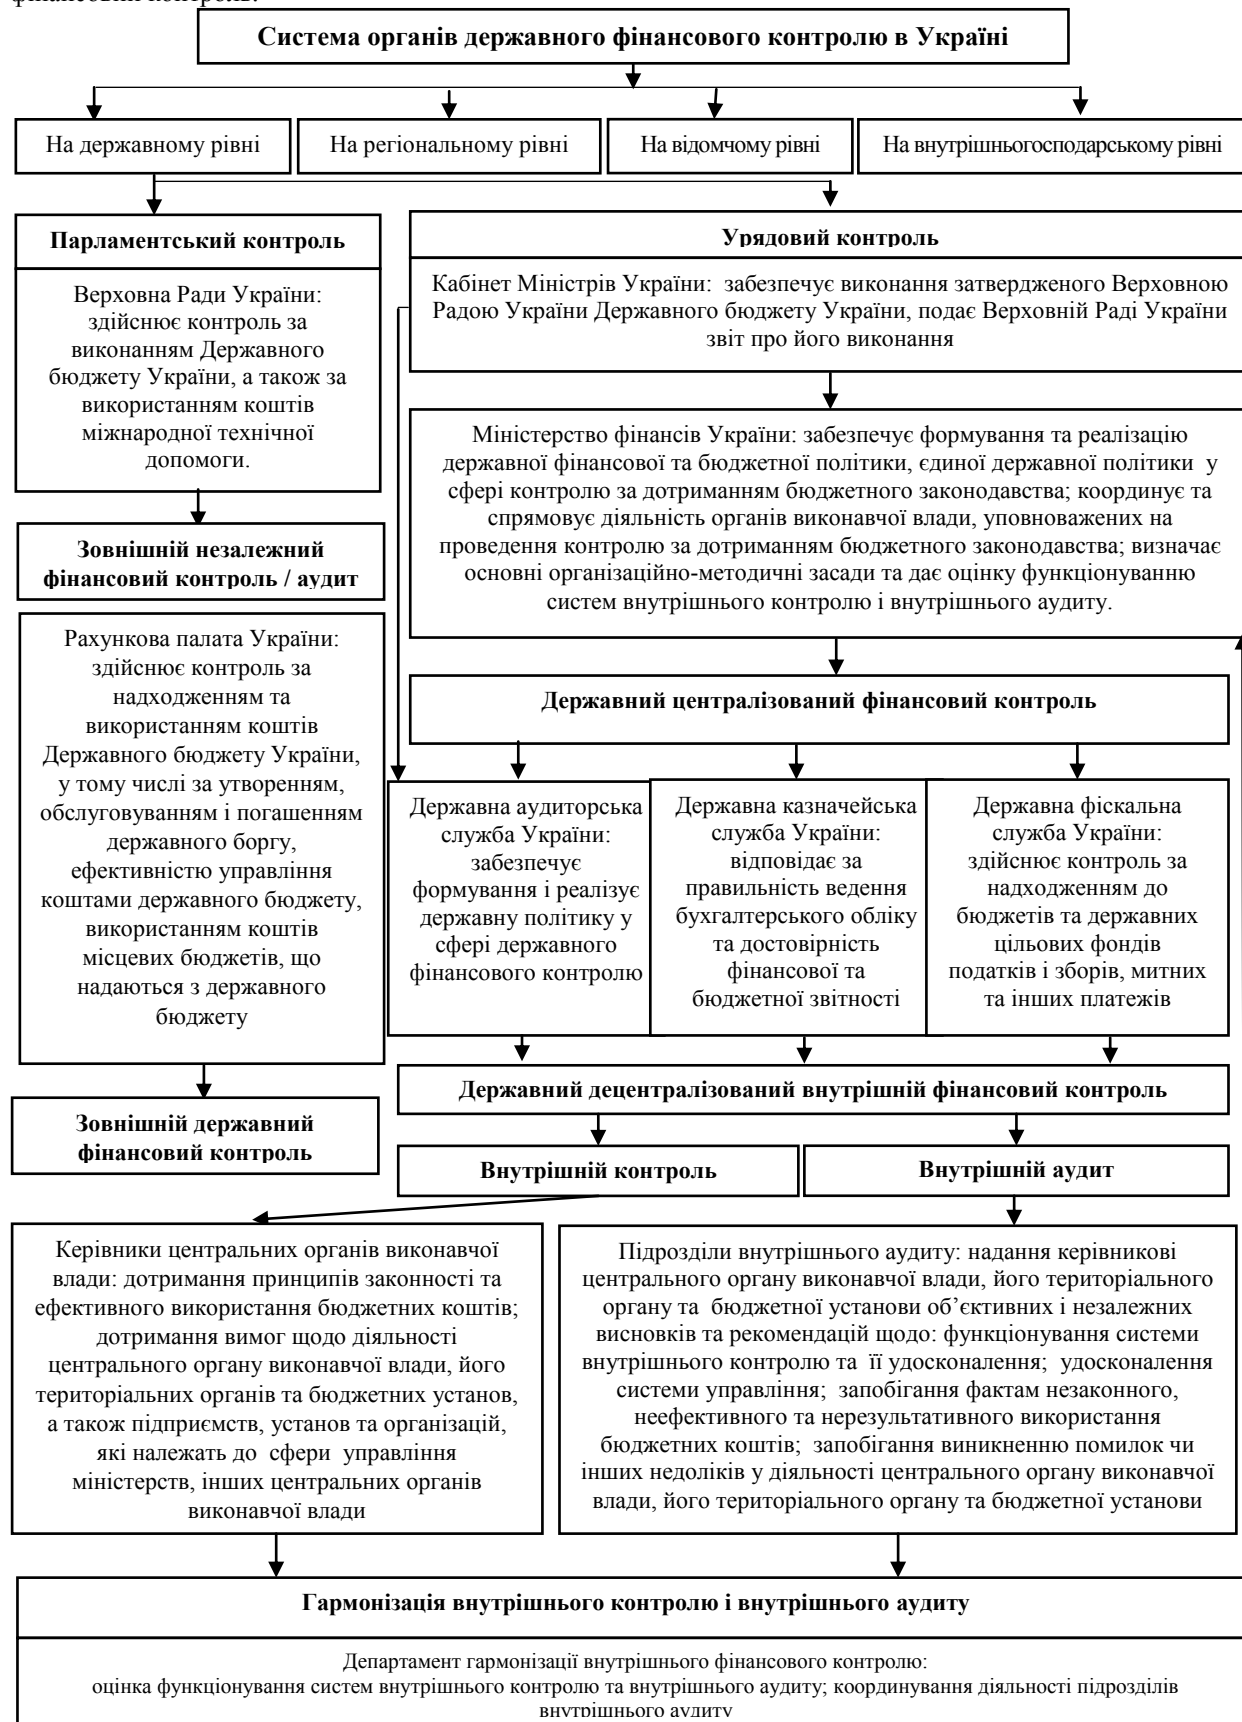 фінансовий контроль.
Система органів державного фінансового контролю в Україні
На державному рівні
На регіональному рівні
На відомчому рівні
На внутрішньогосподарському рівні
Парламентський контроль
Верховна Ради України:
здійснює контроль за
виконанням Державного
бюджету України, а також за
використанням коштів
міжнародної технічної
допомоги.
Зовнішній незалежний
фінансовий контроль / аудит
Рахункова палата України:
здійснює контроль за
надходженням та
використанням коштів
Державного бюджету України,
у тому числі за утворенням,
обслуговуванням і погашенням
державного боргу,
ефективністю управління
коштами державного бюджету,
використанням коштів
місцевих бюджетів, що
надаються з державного
бюджету
Зовнішній державний
фінансовий контроль
Урядовий контроль
Кабінет Міністрів України:  забезпечує виконання затвердженого Верховною
Радою України Державного бюджету України, подає Верховній Раді України
звіт про його виконання
Міністерство фінансів України: забезпечує формування та реалізацію
державної фінансової та бюджетної політики, єдиної державної політики  у
сфері контролю за дотриманням бюджетного законодавства; координує та
спрямовує діяльність органів виконавчої влади, уповноважених на
проведення контролю за дотриманням бюджетного законодавства; визначає
основні організаційно-методичні засади та дає оцінку функціонуванню
систем внутрішнього контролю і внутрішнього аудиту.
Державний централізований фінансовий контроль
Державна аудиторська
служба України:
забезпечує
формування і реалізує
державну політику у
сфері державного
фінансового контролю
Державна казначейська
служба України:
відповідає за
правильність ведення
бухгалтерського обліку
та достовірність
фінансової та
бюджетної звітності
Державна фіскальна
служба України:
здійснює контроль за
надходженням до
бюджетів та державних
цільових фондів
податків і зборів, митних
та інших платежів
Державний децентралізований внутрішній фінансовий контроль
Внутрішній контроль
Внутрішній аудит
Керівники центральних органів виконавчої
влади: дотримання принципів законності та
ефективного використання бюджетних коштів;
дотримання вимог щодо діяльності
центрального органу виконавчої влади, його
територіальних органів та бюджетних установ,
а також підприємств, установ та організацій,
які належать до  сфери  управління
міністерств, інших центральних органів
виконавчої влади
Підрозділи внутрішнього аудиту: надання керівникові
центрального органу виконавчої влади, його територіального
органу та  бюджетної установи об’єктивних і незалежних
висновків та рекомендацій щодо: функціонування системи
внутрішнього контролю та  її удосконалення;  удосконалення
системи управління;  запобігання фактам незаконного,
неефективного та нерезультативного використання
бюджетних коштів;  запобігання виникненню помилок чи
інших недоліків у діяльності центрального органу виконавчої
влади, його територіального органу та бюджетної установи
Гармонізація внутрішнього контролю і внутрішнього аудиту
Департамент гармонізації внутрішнього фінансового контролю:
оцінка функціонування систем внутрішнього контролю та внутрішнього аудиту; координування діяльності підрозділів
внутрішнього аудиту